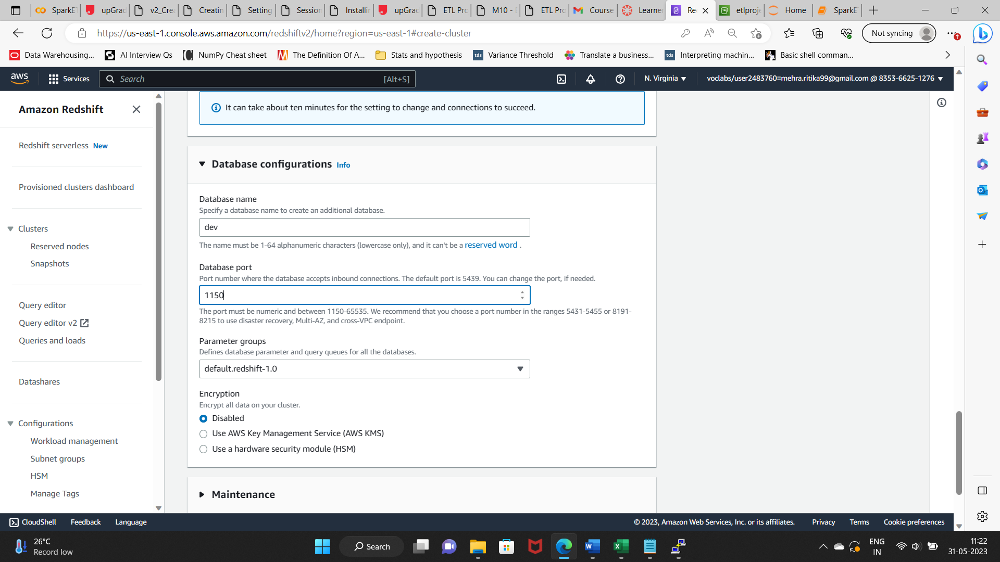 SparkE
upGrad
v2_Crea
Creatin
Setting
Session
Installin
upGrad
ETL Pro
M10 -
ETL Pro
Course
Learner
Re
etlproje
Home
SparkE
https://us-east-1.console.aws.amazon.com/redshiftv2/home?region=us-east-1#create-cluster
Not syncing
Data Warehousing...
AI Interview Qs
NumPy Cheat sheet
The Definition Of A...
Stats and hypothesis
tds Variance Threshold
Translate a business...
tds Interpreting machin...
Basic shell comman...
aws
Services
Search
[Alt+S]
N. Virginia
voclabs/user2483760=mehra.ritika99@gmail.com @ 8353-6625-1276
Amazon Redshift
Redshift serverless New
Provisioned clusters dashboard
Clusters
Reserved nodes
Snapshots
Query editor
Query editor v2
Queries and loads
Datashares
Configurations
Workload management
Subnet groups
HSM
Manage Tags
It can take about ten minutes for the setting to change and connections to succeed.
Database configurations Info
Database name
Specify a database name to create an additional database.
dev
The name must be 1-64 alphanumeric characters (lowercase only), and it can't be a reserved word .
Database port
Port number where the database accepts inbound connections. The default port is 5439. You can change the port, if needed.
1150
The port must be numeric and between 1150-65535. We recommend that you choose a port number in the ranges 5431-5455 or 8191-
8215 to use disaster recovery, Multi-AZ, and cross-VPC endpoint.
Parameter groups
Defines database parameter and query queues for all the databases.
default.redshift-1.0
Encryption
Encrypt all data on your cluster.
Disabled
Use AWS Key Management Service (AWS KMS)
Use a hardware security module (HSM)
Maintenance
CloudShell
Feedback
Language
© 2023, Amazon Web Services, Inc. or its affiliates.
Privacy
Terms
Cookie preferences
26°C
Record low
Search
ENG
IN
11:22
31-05-2023